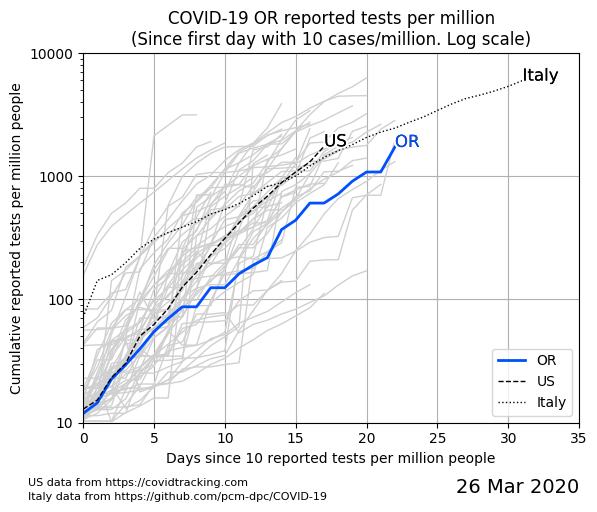 COVID-19 OR reported tests per million
(Since first day with 10 cases/million. Log scale)
Cumulative reported tests per million people
10000
1000
100
10
Italy
US
OR
OR
US
Italy
0 5 10 15 20 25 30 35
Days since 10 reported tests per million people
US data from https://covidtracking.com
Italy data from https://github.com/pcm-dpc/COVID-19
26 Mar 2020